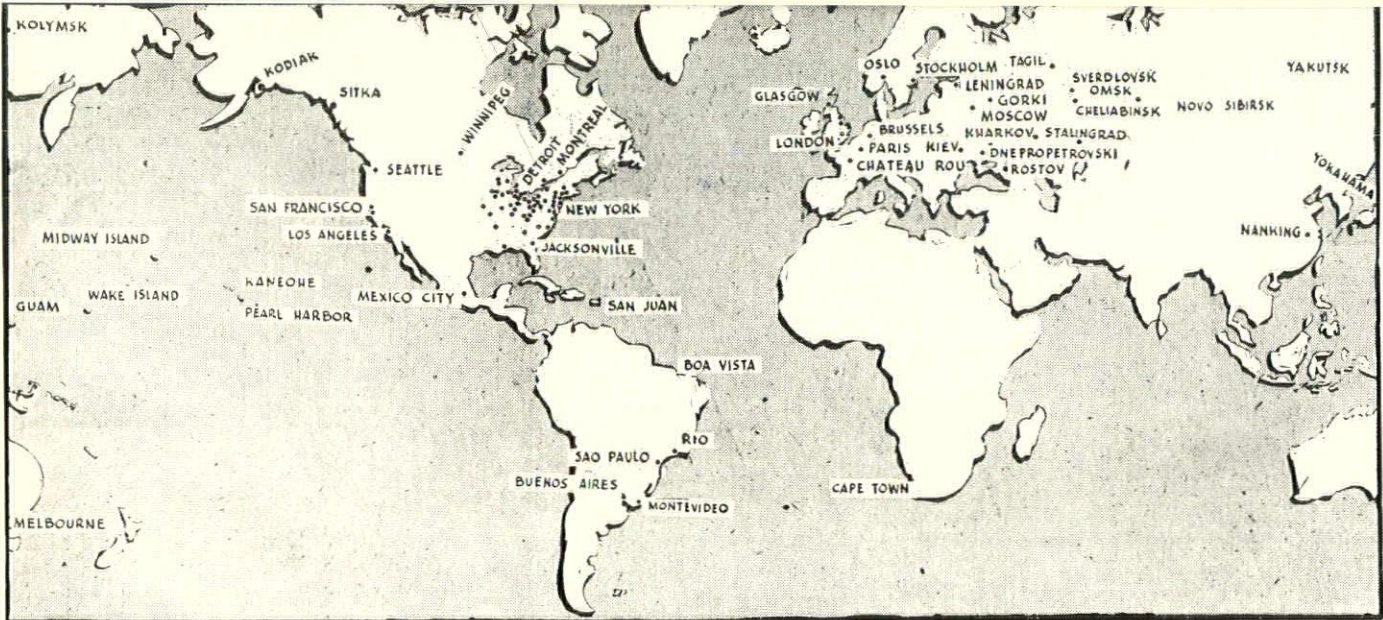 KOLYMSK
KODIAK
SITKA
WINNIPEG
DETROIT
MONTREAL
SEATTLE
SAN FRANCISCO
LOS ANGELES
NEW YORK
JACKSONVILLE
MIDWAY ISLAND
KANEOHE
GUAM
WAKE ISLAND
PEARL HARBOR
MEXICO CITY
SAN JUAN
BOA VISTA
RIO
SAO PAULO
BUENOS AIRES
MONTEVIDEO
MELBOURNE
CAPE TOWN
OSLO
STOCKHOLM
TAGIL
LENINGRAD
SVERDLOVSK
OMSK
YAKUTSK
GLASGOW
GORKI
MOSCOW
CHELIABINSK
NOVO SIBIRSK
LONDON
BRUSSELS
KHARKOV
STALINGRAD
PARIS
KIEV
DNEPROPETROVSKI
CHATEAU ROU
ROSTOV
YOKAHAMA
NANKING